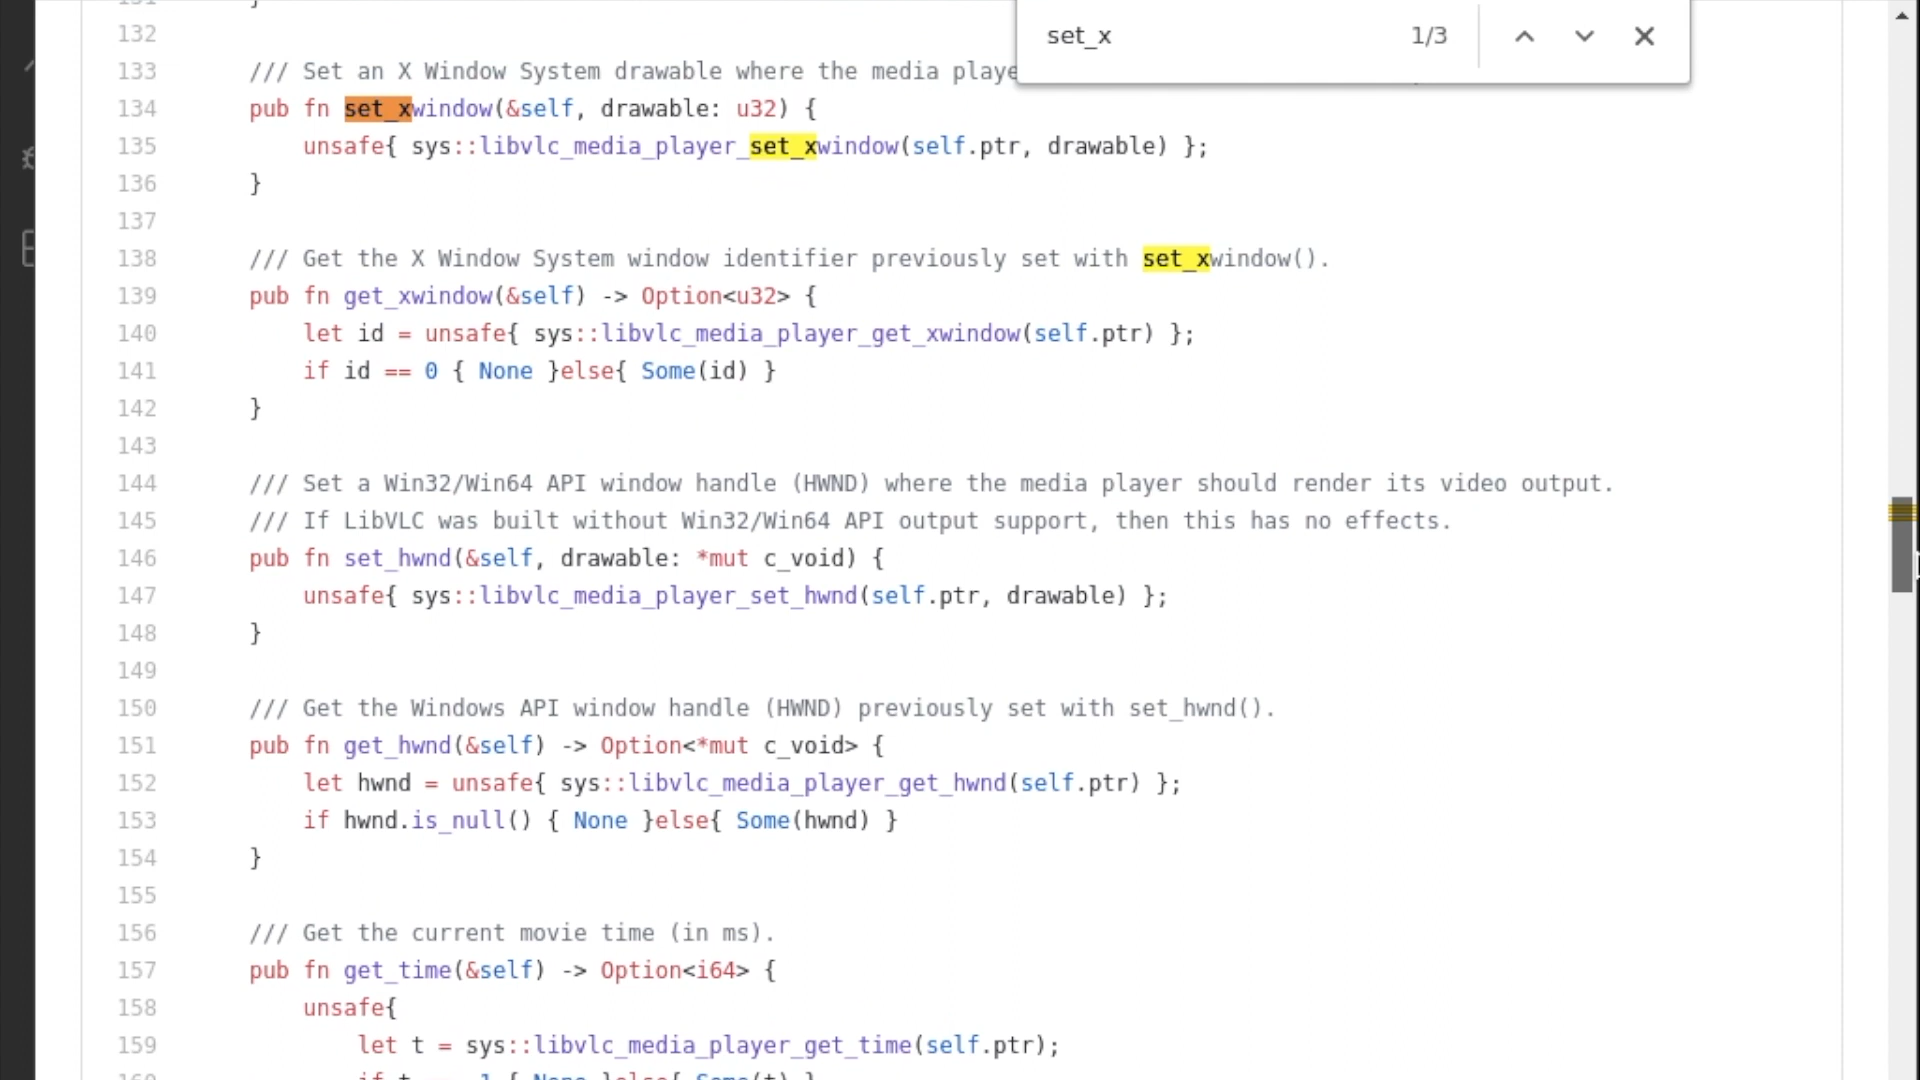 set_x 1/3
132
133 /// Set an X Window System drawable where the media playe
134 pub fn set_xwindow(&self, drawable: u32) {
135 unsafe{ sys::libvlc_media_player_set_xwindow(self.ptr, drawable) };
136 }
137
138 /// Get the X Window System window identifier previously set with set_xwindow().
139 pub fn get_xwindow(&self) -> Option<u32> {
140 let id = unsafe{ sys::libvlc_media_player_get_xwindow(self.ptr) };
141 if id == 0 { None }else{ Some(id) }
142 }
143
144 /// Set a Win32/Win64 API window handle (HWND) where the media player should render its video output.
145 /// If LibVLC was built without Win32/Win64 API output support, then this has no effects.
146 pub fn set_hwnd(&self, drawable: *mut c_void) {
147 unsafe{ sys::libvlc_media_player_set_hwnd(self.ptr, drawable) };
148 }
149
150 /// Get the Windows API window handle (HWND) previously set with set_hwnd().
151 pub fn get_hwnd(&self) -> Option<*mut c_void> {
152 let hwnd = unsafe{ sys::libvlc_media_player_get_hwnd(self.ptr) };
153 if hwnd.is_null() { None }else{ Some(hwnd) }
154 }
155
156 /// Get the current movie time (in ms).
157 pub fn get_time(&self) -> Option<i64> {
158 unsafe{
159 let t = sys::libvlc_media_player_get_time(self.ptr);